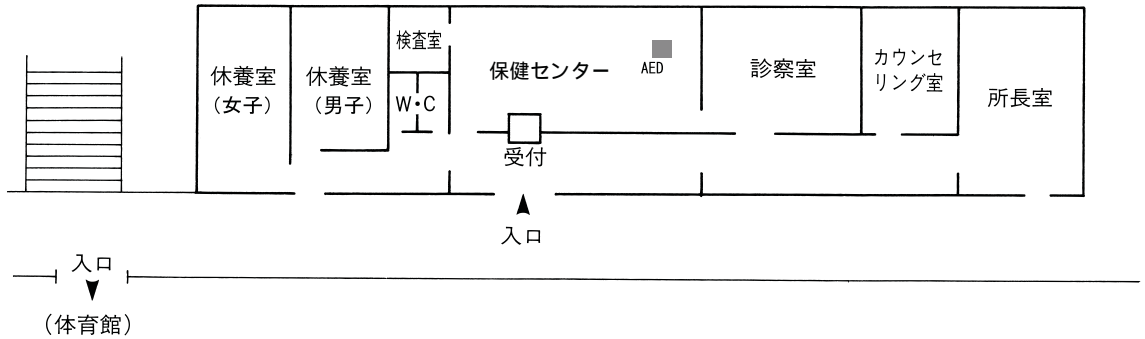 休養室
（女子）
休養室
（男子）
検査室
W・C
保健センター
AED
受付
診察室
カウンセ
リング室
所長室
入口
入口
（体育館）